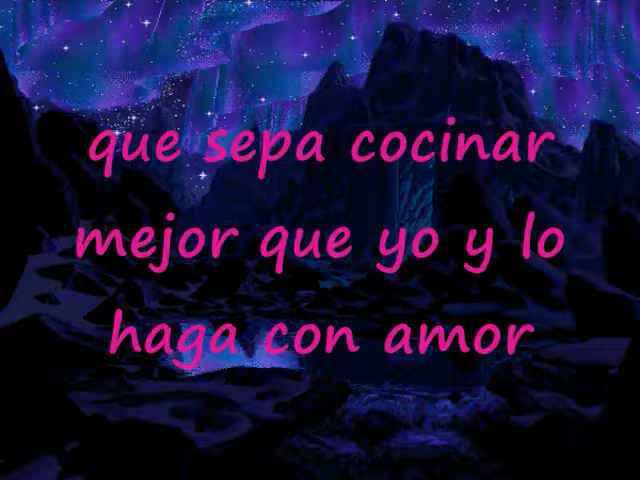 que sepa cocinar
mejor que yo y lo
haga con amor